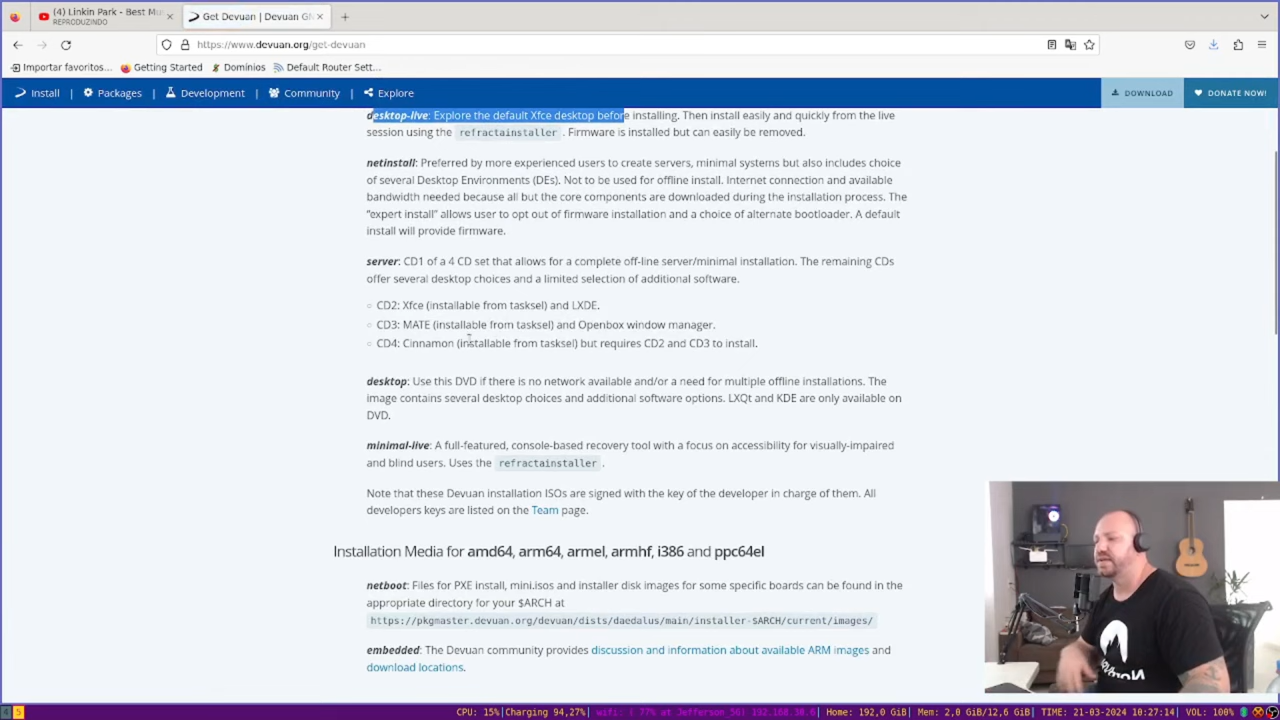 (4) Linkin Park - Best Mu
REPRODUZINDO
Get Devuan | Devuan GN
https://www.devuan.org/get-devuan
Importar favoritos...
Getting Started
Domínios
Default Router Sett...
Install
Packages
Development
Community
Explore
DOWNLOAD
DONATE NOW!
desktop-live: Explore the default Xfce desktop before installing. Then install easily and quickly from the live
session using the refractainstaller . Firmware is installed but can easily be removed.
netinstall: Preferred by more experienced users to create servers, minimal systems but also includes choice
of several Desktop Environments (DEs). Not to be used for offline install. Internet connection and available
bandwidth needed because all but the core components are downloaded during the installation process. The
“expert install” allows user to opt out of firmware installation and a choice of alternate bootloader. A default
install will provide firmware.
server: CD1 of a 4 CD set that allows for a complete off-line server/minimal installation. The remaining CDs
offer several desktop choices and a limited selection of additional software.
CD2: Xfce (installable from tasksel) and LXDE.
CD3: MATE (installable from tasksel) and Openbox window manager.
CD4: Cinnamon (installable from tasksel) but requires CD2 and CD3 to install.
desktop: Use this DVD if there is no network available and/or a need for multiple offline installations. The
image contains several desktop choices and additional software options. LXQt and KDE are only available on
DVD.
minimal-live: A full-featured, console-based recovery tool with a focus on accessibility for visually-impaired
and blind users. Uses the refractainstaller .
Note that these Devuan installation ISOs are signed with the key of the developer in charge of them. All
developers keys are listed on the Team page.
Installation Media for amd64, arm64, armel, armhf, i386 and ppc64el
netboot: Files for PXE install, mini.isos and installer disk images for some specific boards can be found in the
appropriate directory for your $ARCH at
https://pkgmaster.devuan.org/devuan/dists/daedalus/main/installer-$ARCH/current/images/
embedded: The Devuan community provides discussion and information about available ARM images and
download locations.
4 5 CPU: 15%|Charging 94,27%| wifi: ( 77% at Jefferson_5G) 192.168.30.6| Home: 192,0 GiB| Mem: 2,0 GiB/12,6 GiB| TIME: 21-03-2024 10:27:14 | VOL: 100%